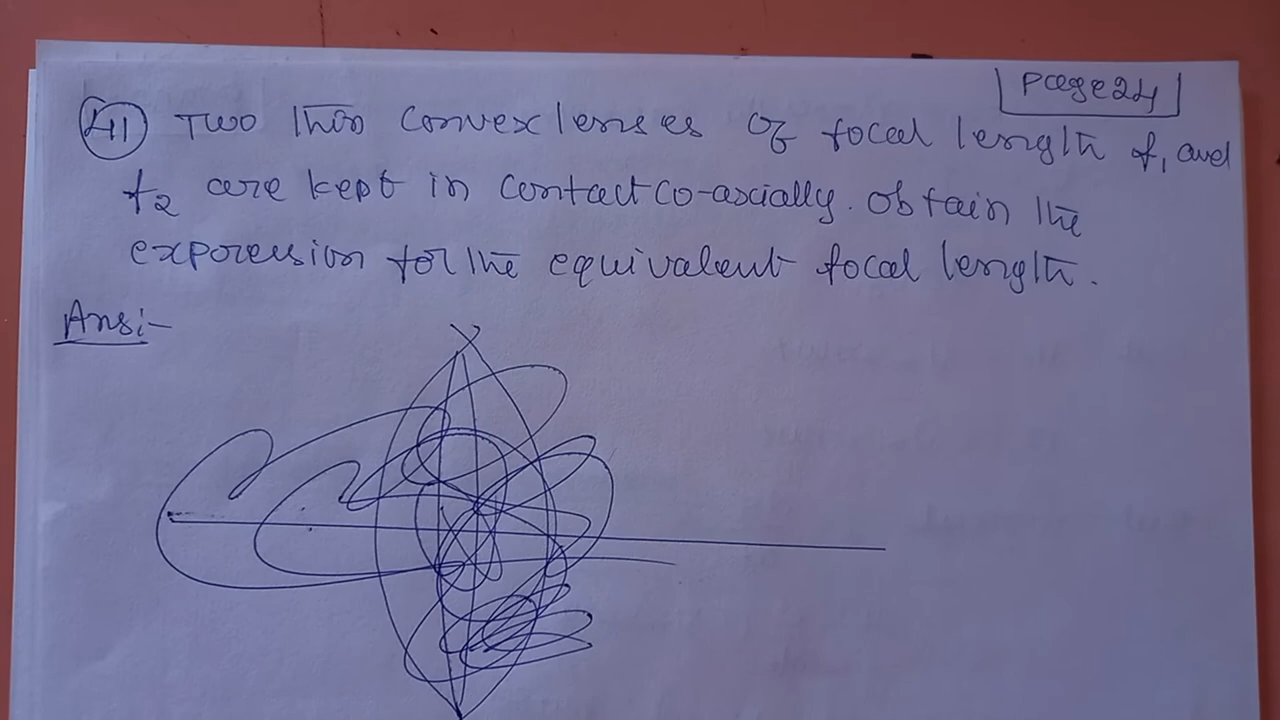 Page 24
41 Two thin convex lenses of focal length f1 and
f2 are kept in contact co-axially. obtain the
expression for the equivalent focal length.
Ans:-